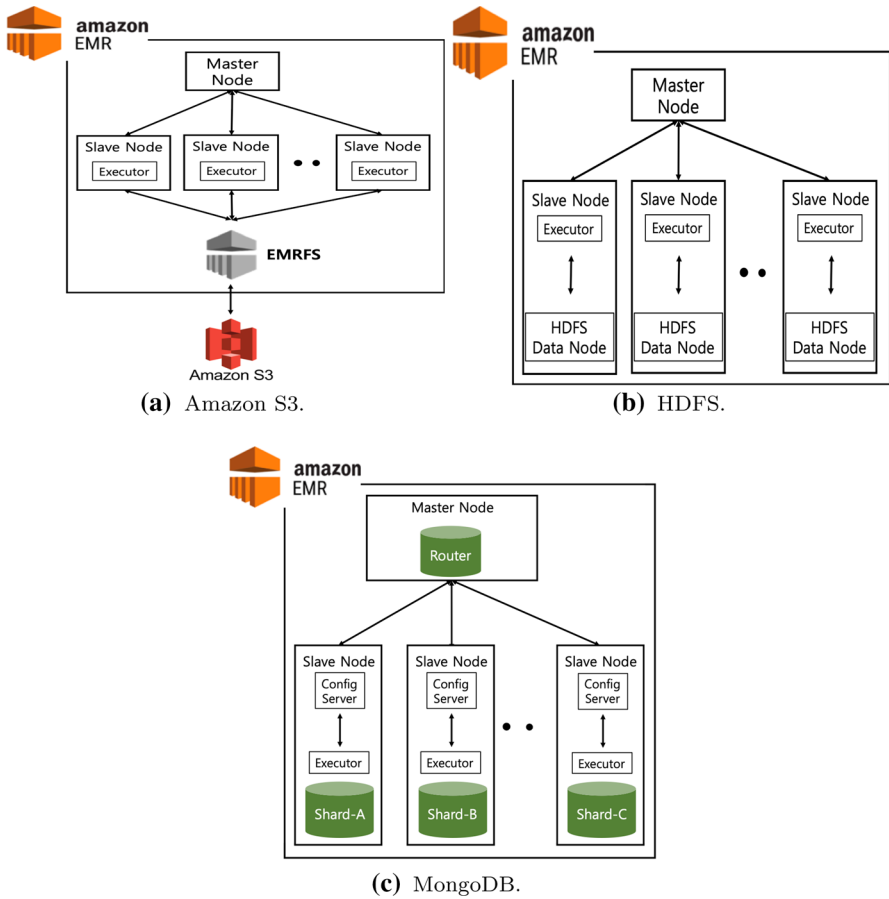 amazon
EMR
Master
Node
Slave Node
Executor
Slave Node
Executor
Slave Node
Executor
EMRFS
Amazon S3
(a) Amazon S3.
amazon
EMR
Master
Node
Slave Node
Executor
HDFS
Data Node
Slave Node
Executor
HDFS
Data Node
Slave Node
Executor
HDFS
Data Node
(b) HDFS.
amazon
EMR
Master Node
Router
Slave Node
Config
Server
Executor
Shard-A
Slave Node
Config
Server
Executor
Shard-B
Slave Node
Config
Server
Executor
Shard-C
(c) MongoDB.